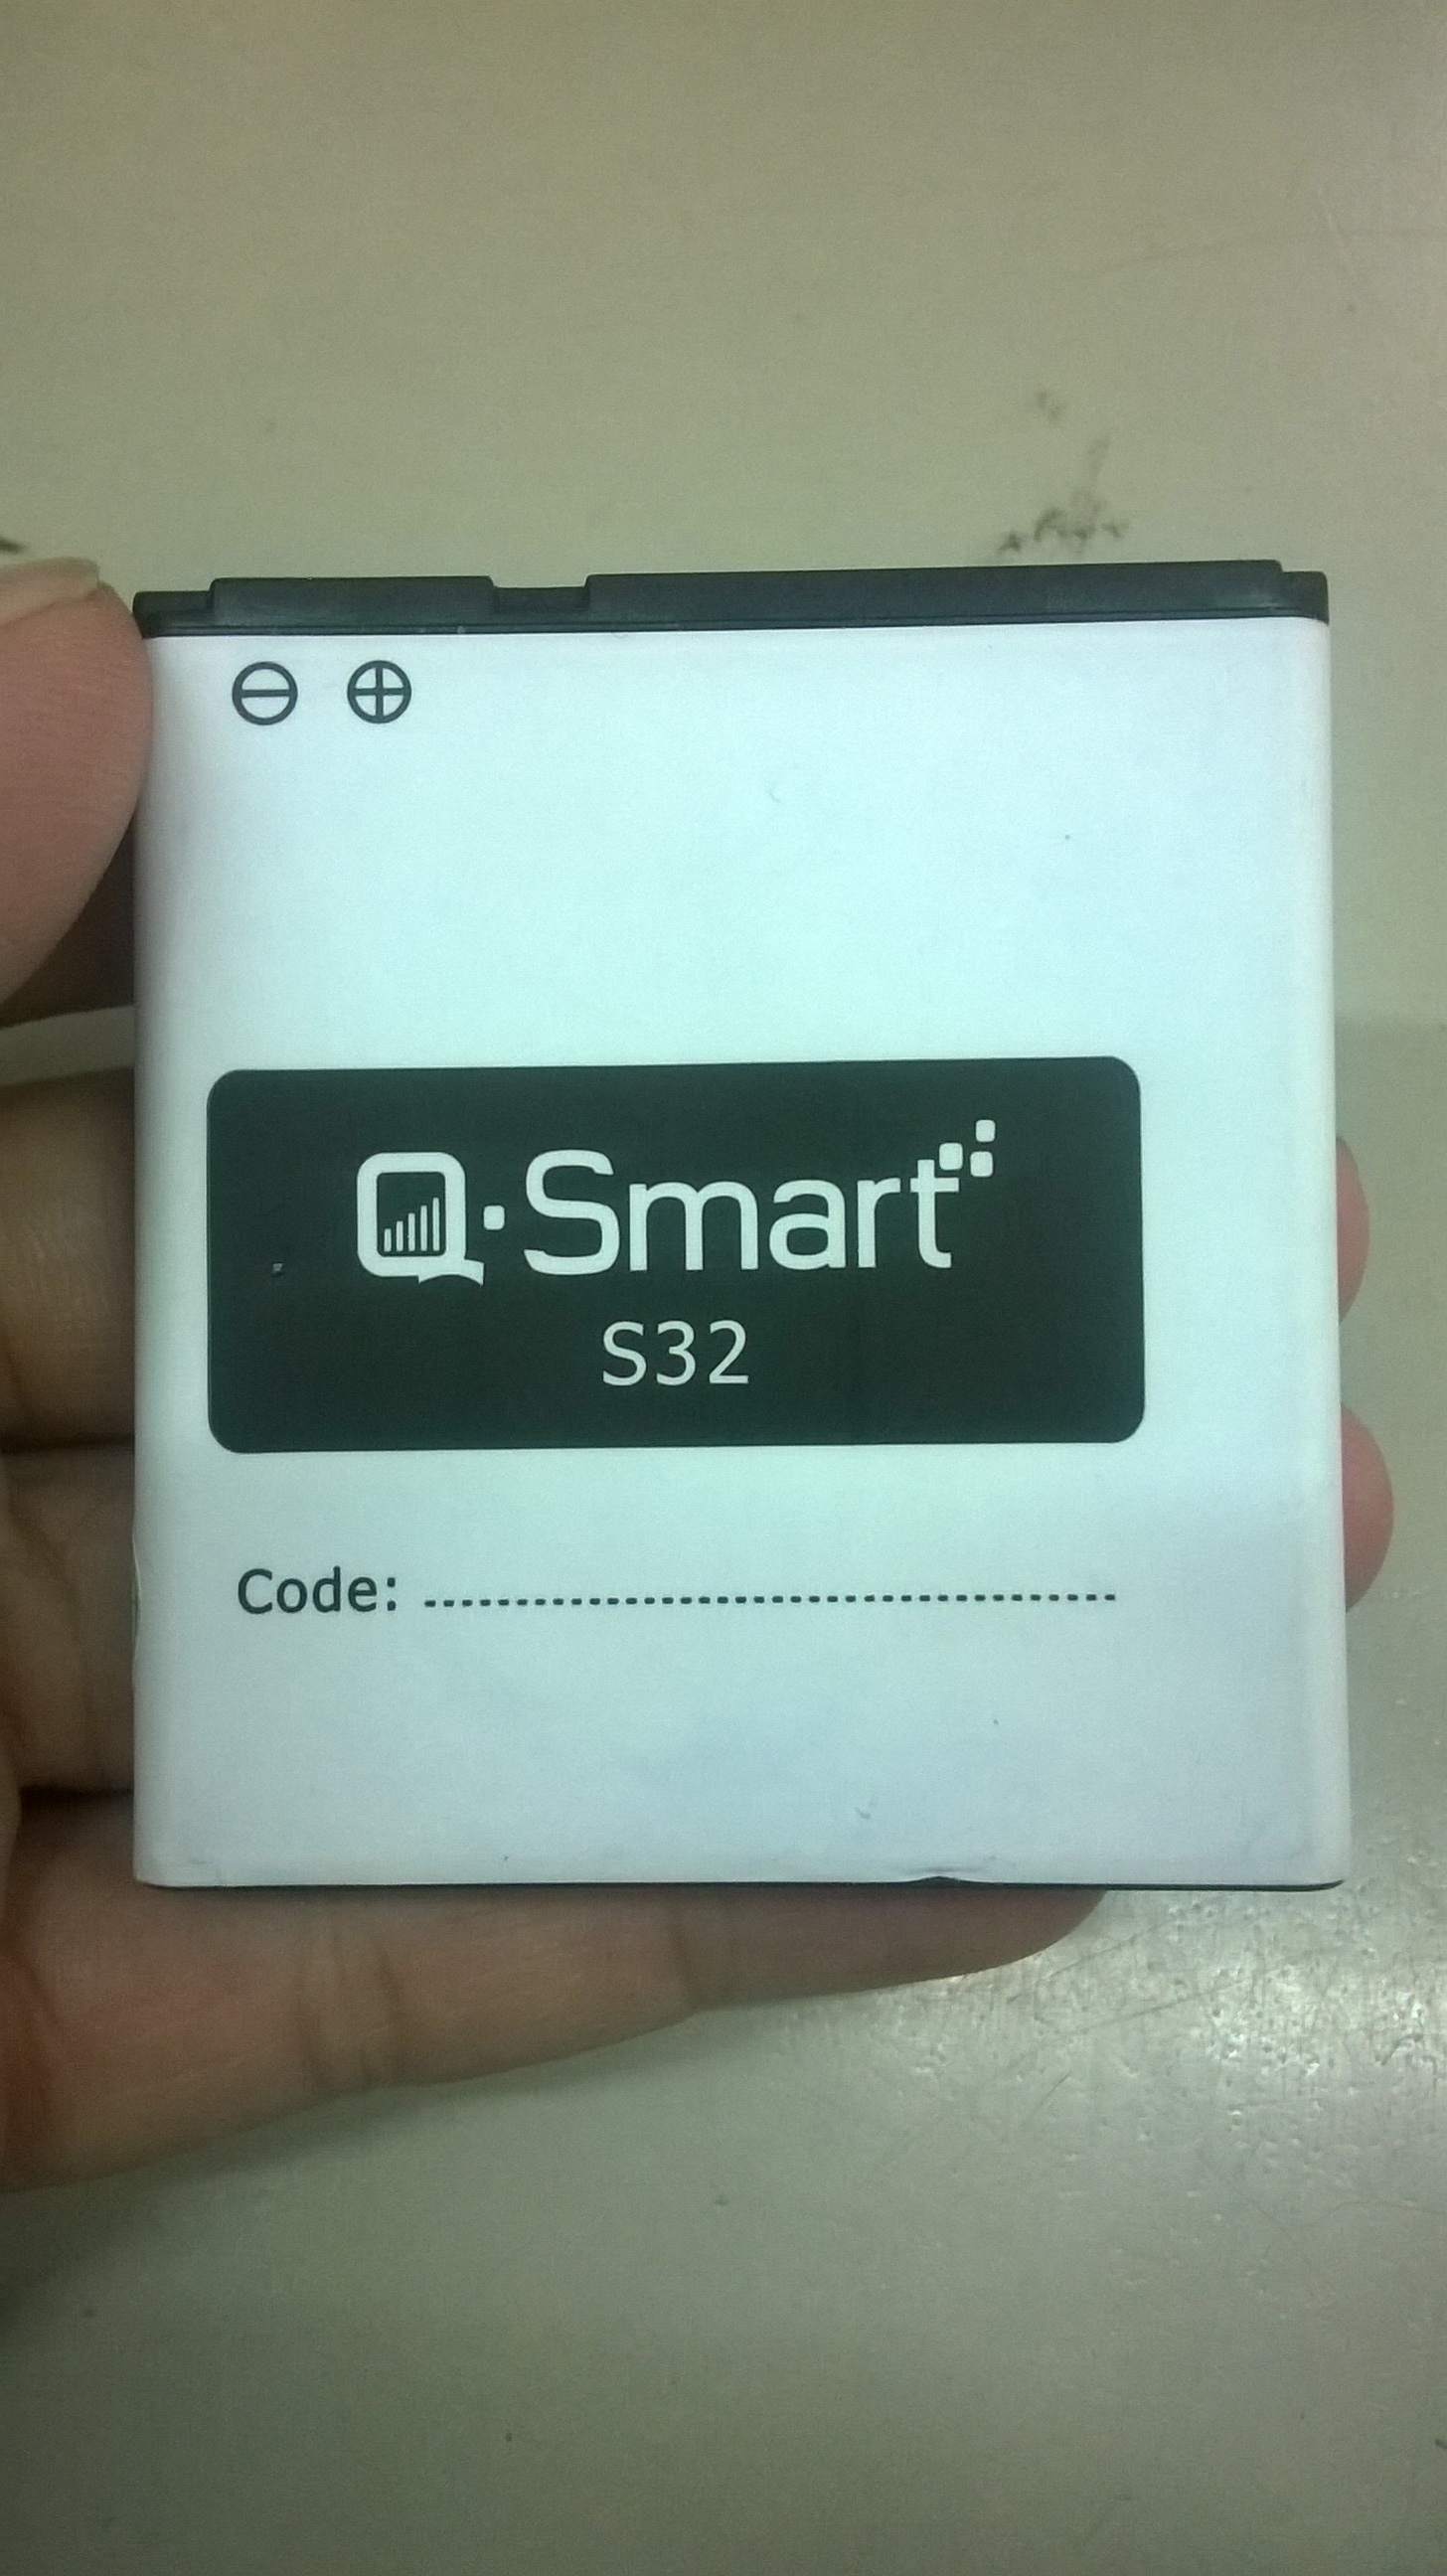 ⊖ ⊕
Q·Smart
S32
Code: ......................................